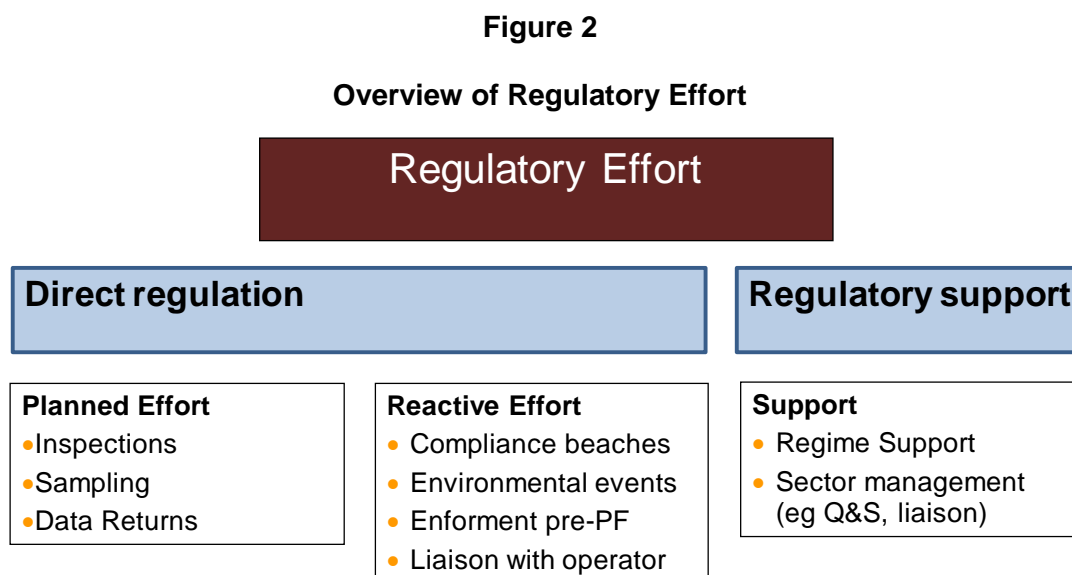 Figure 2
Overview of Regulatory Effort
Regulatory Effort
Direct regulation
Regulatory support
Planned Effort
•Inspections
•Sampling
•Data Returns
Reactive Effort
• Compliance beaches
• Environmental events
• Enforment pre-PF
• Liaison with operator
Support
• Regime Support
• Sector management
(eg Q&S, liaison)